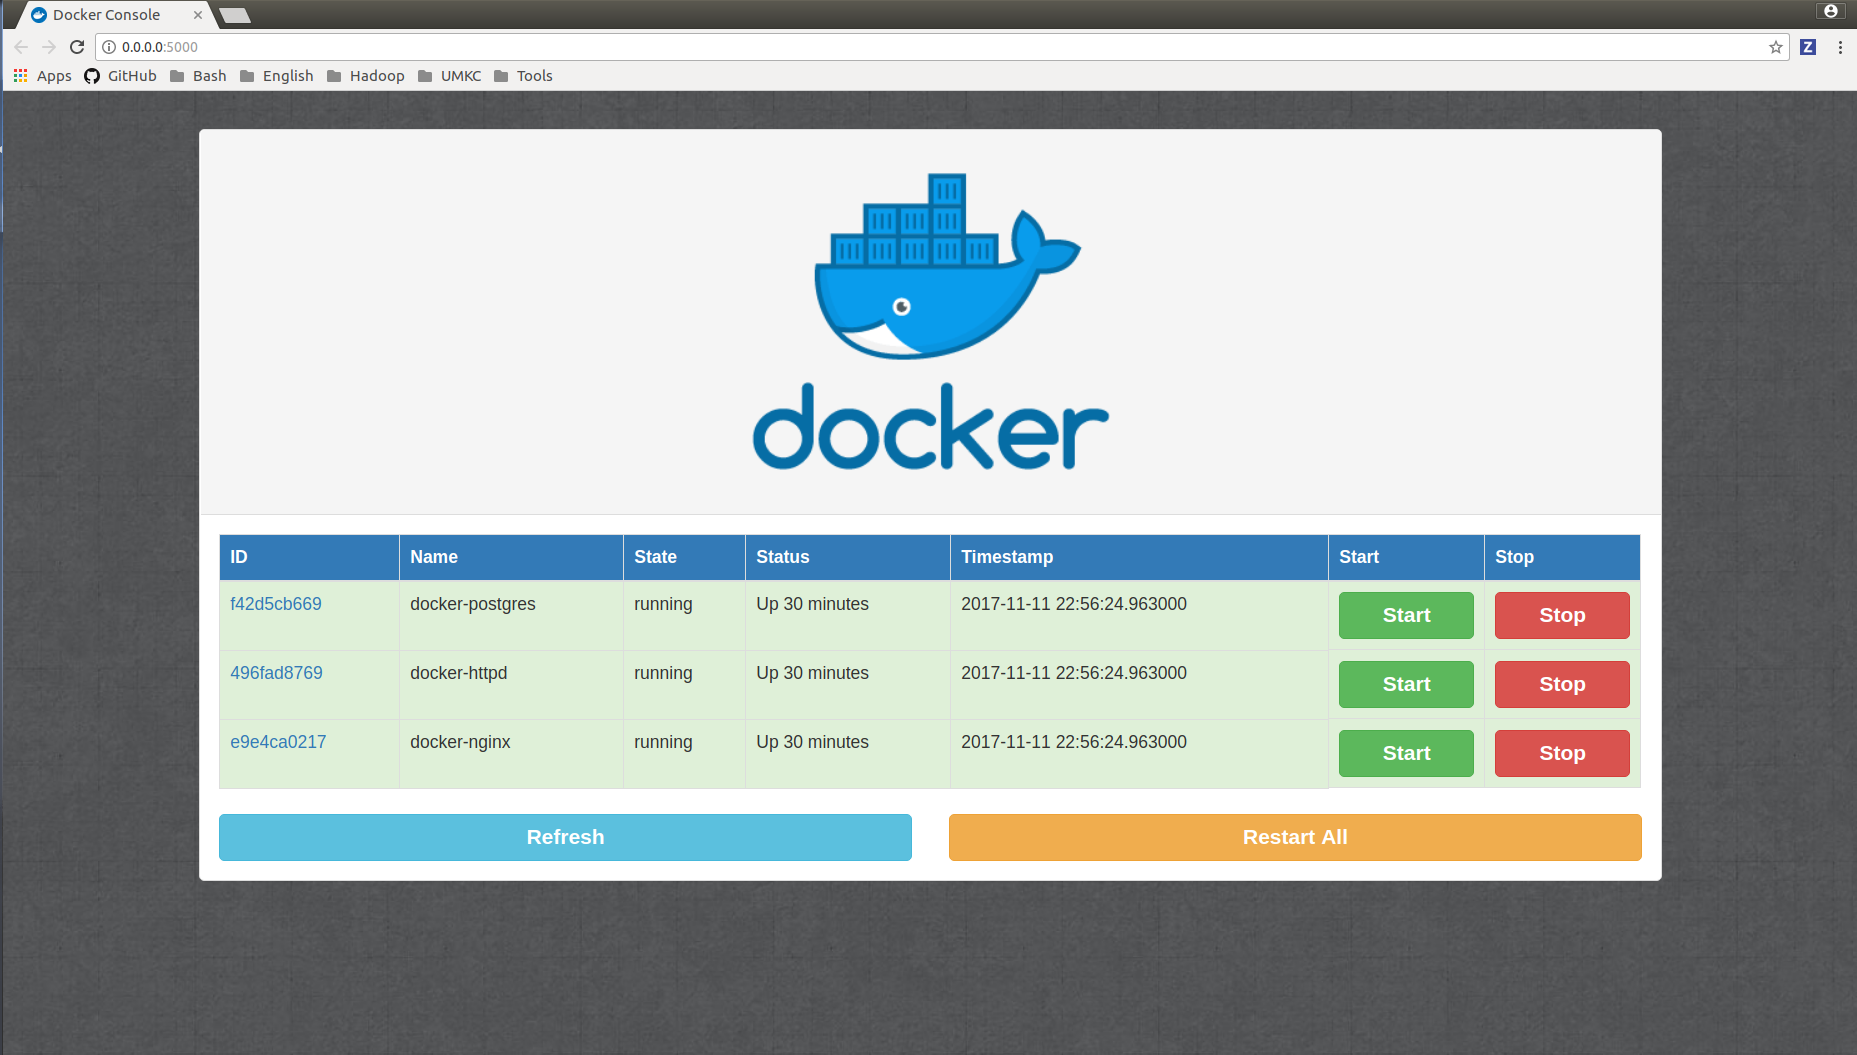 Docker Console
0.0.0.0:5000
Apps GitHub Bash English Hadoop UMKC Tools
Z
docker
ID Name State Status Timestamp Start Stop
f42d5cb669 docker-postgres running Up 30 minutes 2017-11-11 22:56:24.963000 Start Stop
496fad8769 docker-httpd running Up 30 minutes 2017-11-11 22:56:24.963000 Start Stop
e9e4ca0217 docker-nginx running Up 30 minutes 2017-11-11 22:56:24.963000 Start Stop
Refresh Restart All